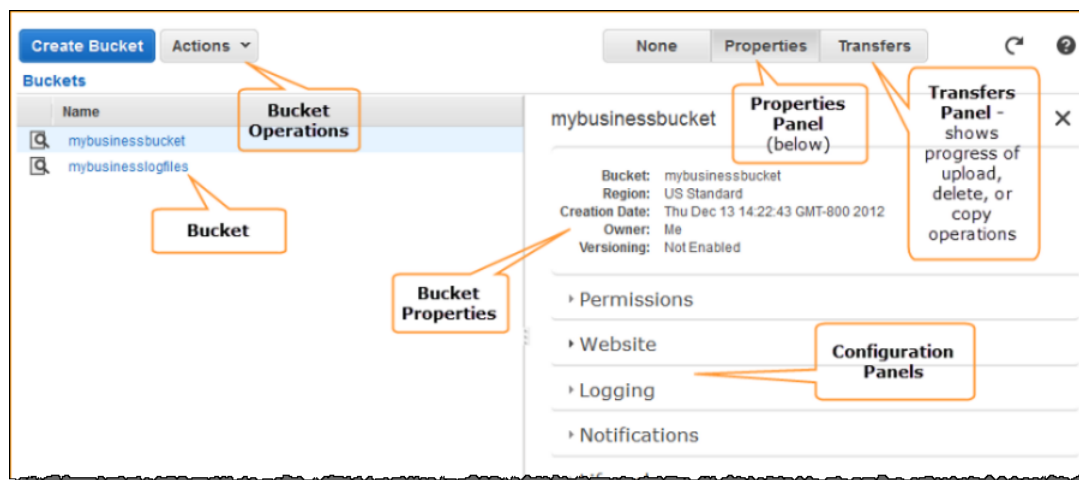 Create Bucket
Actions
None
Properties
Transfers
Buckets
Name
mybusinessbucket
mybusinesslogfiles
Bucket
Operations
Bucket
Properties
Panel
(below)
Transfers
Panel -
shows
progress of
upload,
delete, or
copy
operations
mybusinessbucket
Bucket: mybusinessbucket
Region: US Standard
Creation Date: Thu Dec 13 14:22:43 GMT-800 2012
Owner: Me
Versioning: Not Enabled
Bucket
Properties
Permissions
Website
Logging
Notifications
Configuration
Panels